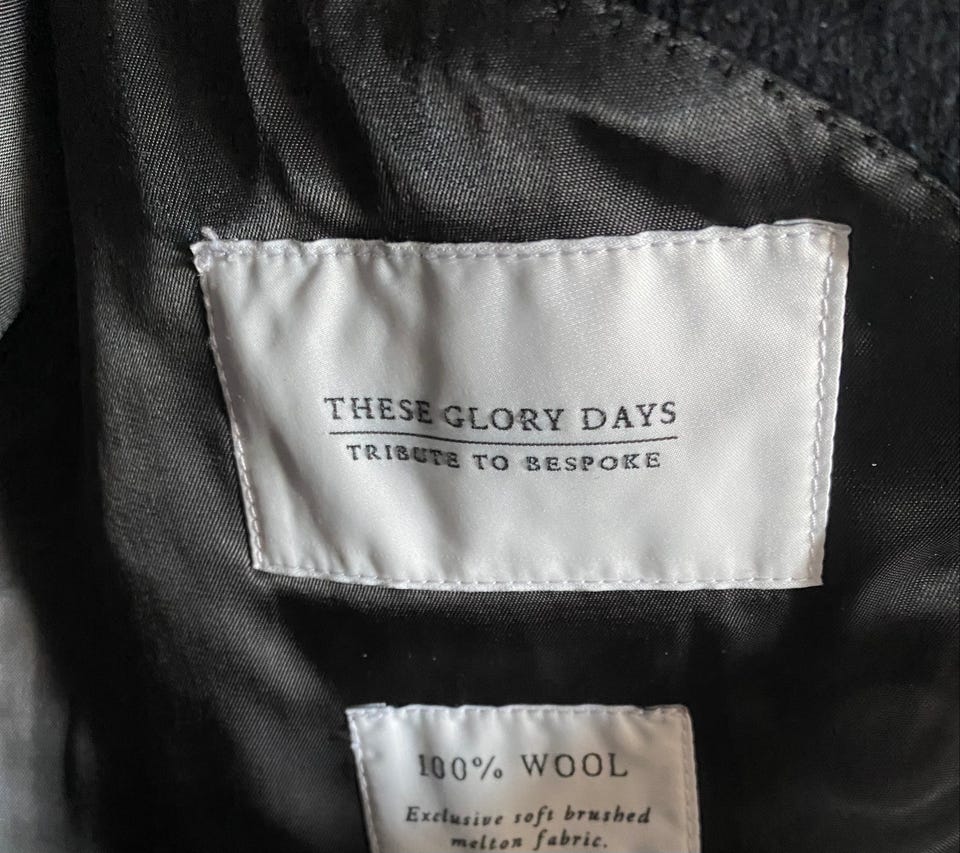 THESE GLORY DAYS
TRIBUTE TO BESPOKE
100% WOOL
Exclusive soft brushed
melton fabric.